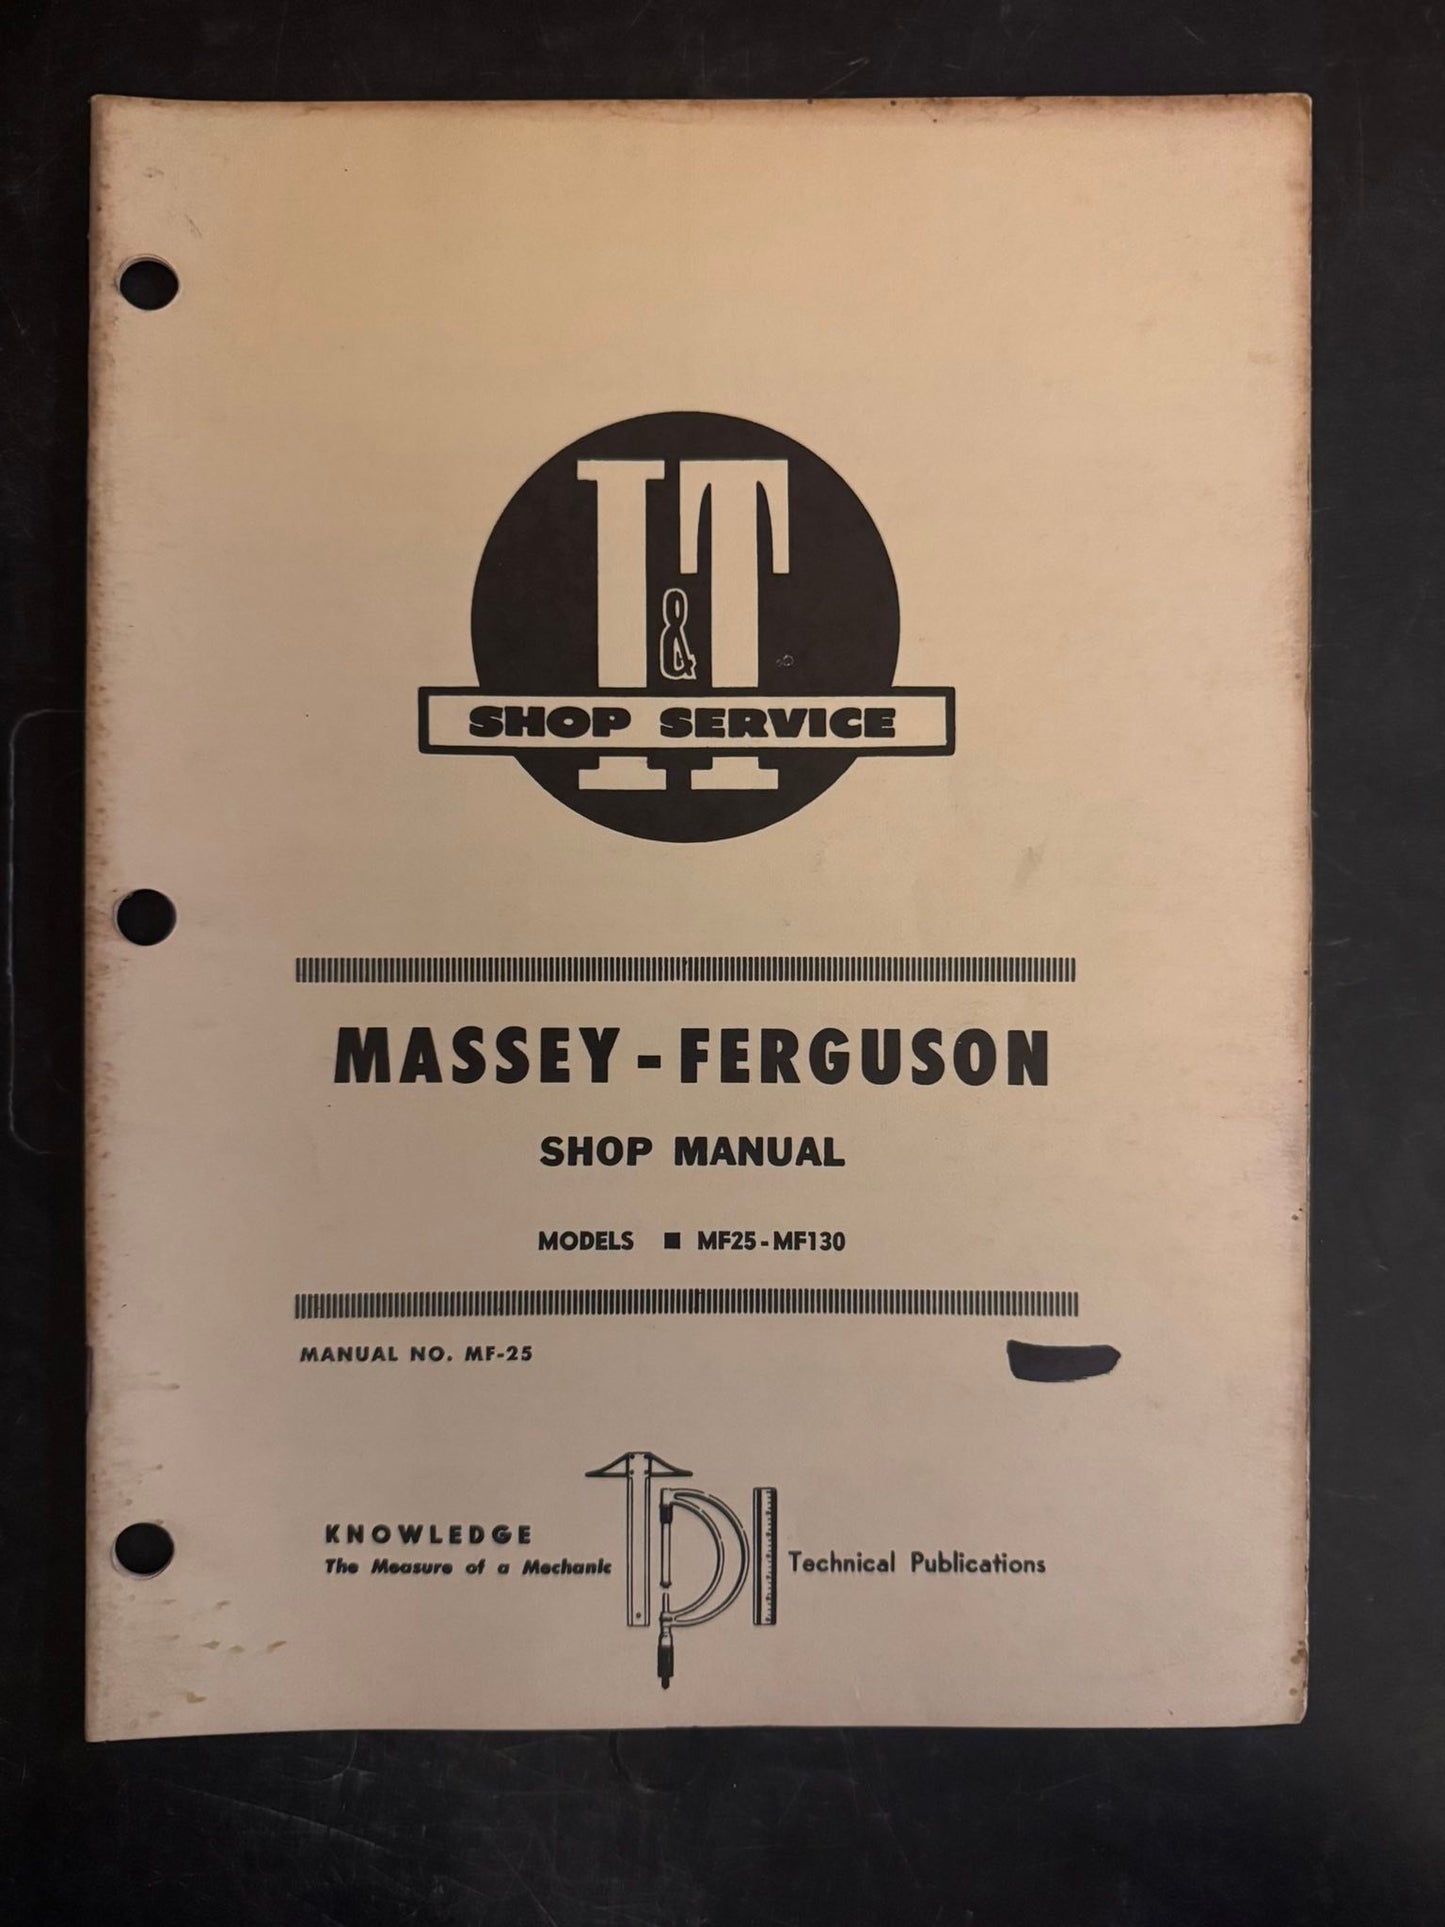 I&T
SHOP SERVICE
MASSEY-FERGUSON
SHOP MANUAL
MODELS ■ MF25-MF130
MANUAL NO. MF-25
KNOWLEDGE
The Measure of a Mechanic
TPI
Technical Publications